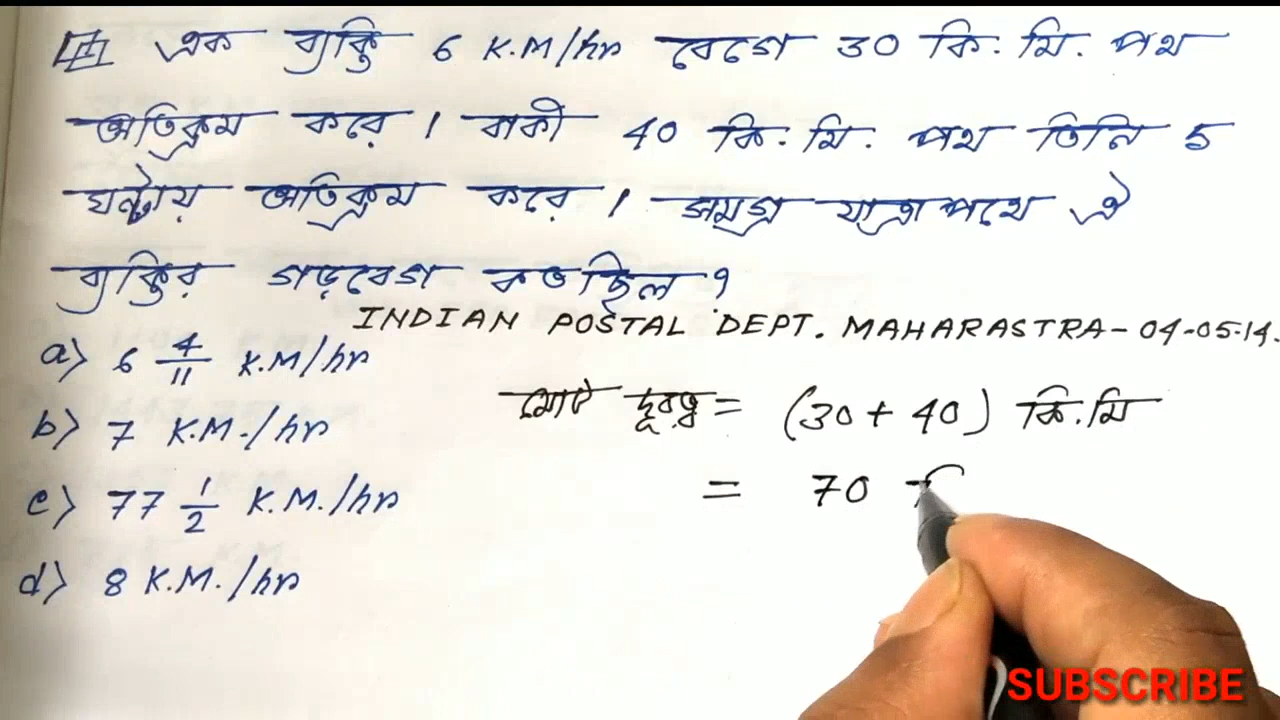 এক ব্যক্তি 6 K.M/hr বেগে 30 কি.মি. পথ
অতিক্রম করে। বাকী 40 কি.মি. পথ তিনি 5
ঘন্টায় অতিক্রম করে। সমগ্র যাত্রাপথে ঐ
ব্যক্তির গড়বেগ কত ছিল?
INDIAN POSTAL DEPT. MAHARASTRA-04-05-14.
a) 6 4/11 K.M/hr
মোট দূরত্ব = (30 + 40) কি.মি
b) 7 K.M./hr
= 70
c) 77 1/2 K.M./hr
d) 8 K.M./hr
SUBSCRIBE